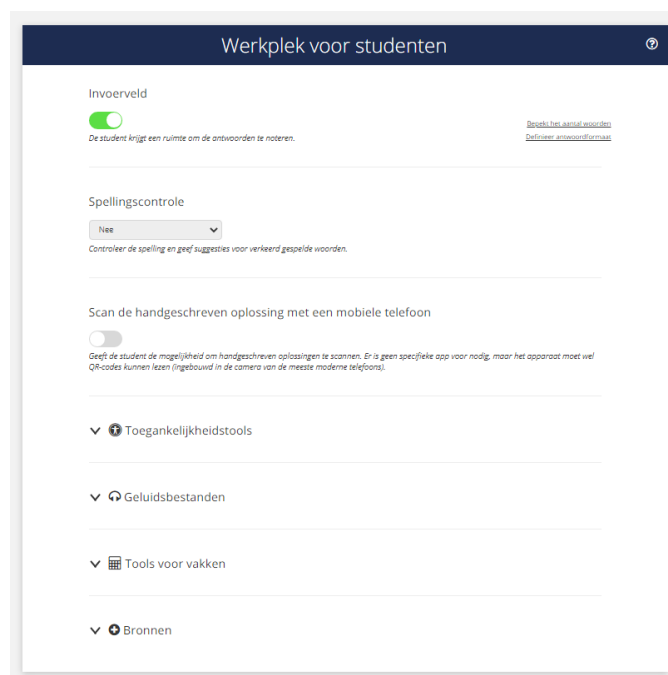 Werkplek voor studenten
Invoerveld
De student krijgt een ruimte om de antwoorden te noteren.
Beperk het aantal woorden
Definieer antwoordformaat
Spellingscontrole
Nee
Controleer de spelling en geef suggesties voor verkeerd gespelde woorden.
Scan de handgeschreven oplossing met een mobiele telefoon
Geeft de student de mogelijkheid om handgeschreven oplossingen te scannen. Er is geen specifieke app voor nodig, maar het apparaat moet wel
QR-codes kunnen lezen (ingebouwd in de camera van de meeste moderne telefoons).
Toegankelijkheidstools
Geluidsbestanden
Tools voor vakken
Bronnen